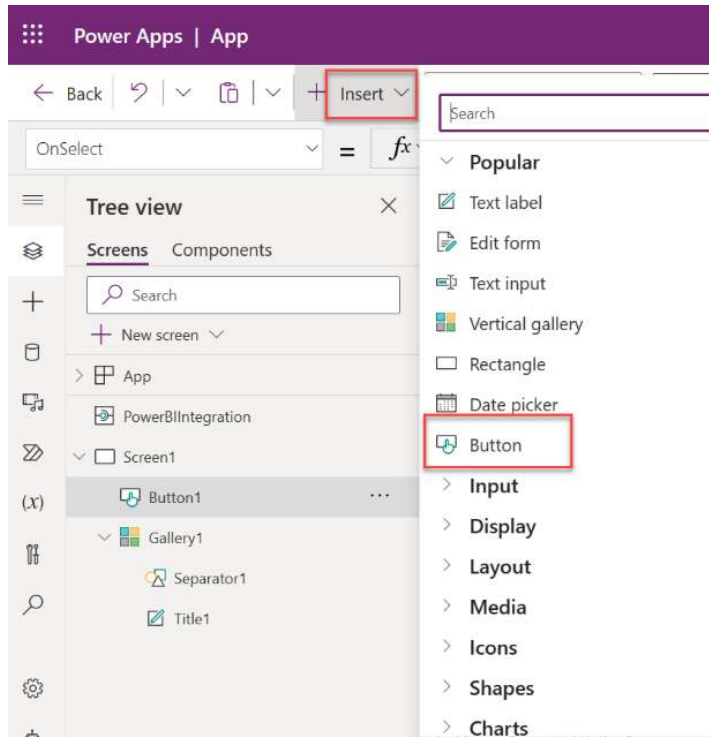 Power Apps | App
Back
Insert
OnSelect
=
fx
Search
Popular
Text label
Edit form
Text input
Vertical gallery
Rectangle
Date picker
Button
Input
Display
Layout
Media
Icons
Shapes
Charts
Tree view
Screens Components
Search
New screen
App
PowerBIIntegration
Screen1
Button1
...
Gallery1
Separator1
Title1
(x)